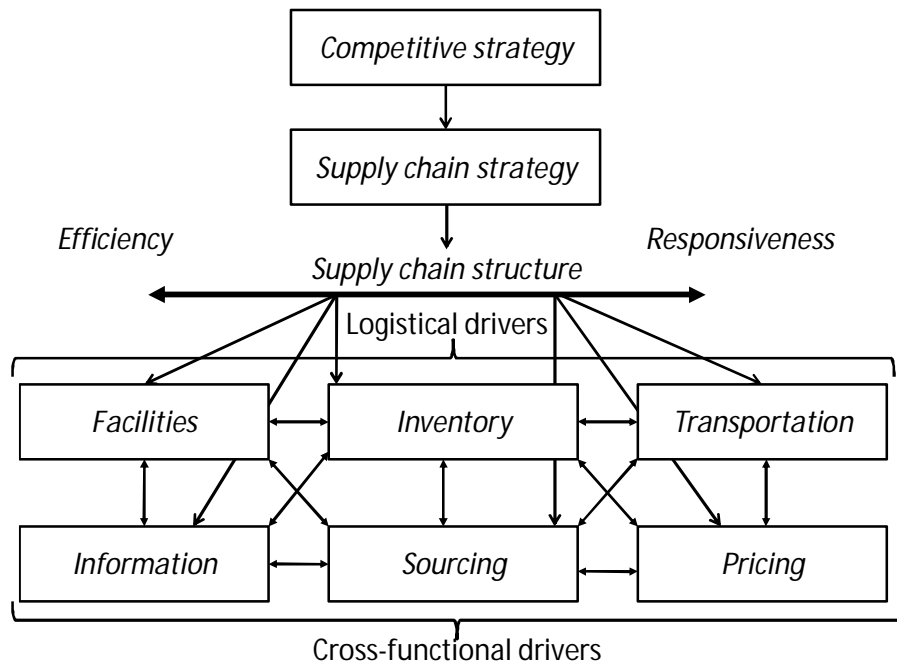 Competitive strategy
Supply chain strategy
Efficiency
Responsiveness
Supply chain structure
Logistical drivers
Facilities
Inventory
Transportation
Information
Sourcing
Pricing
Cross-functional drivers